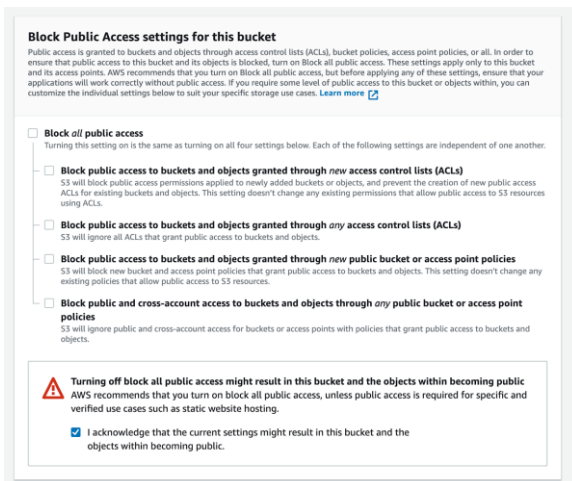 Block Public Access settings for this bucket
Public access is granted to buckets and objects through access control lists (ACLs), bucket policies, access point policies, or all. In order to
ensure that public access to this bucket and its objects is blocked, turn on Block all public access. These settings apply only to this bucket
and its access points. AWS recommends that you turn on Block all public access, but before applying any of these settings, ensure that your
applications will work correctly without public access. If you require some level of public access to this bucket or objects within, you can
customize the individual settings below to suit your specific storage use cases. Learn more
Block all public access
Turning this setting on is the same as turning on all four settings below. Each of the following settings are independent of one another.
Block public access to buckets and objects granted through new access control lists (ACLs)
S3 will block public access permissions applied to newly added buckets or objects, and prevent the creation of new public access
ACLs for existing buckets and objects. This setting doesn't change any existing permissions that allow public access to S3 resources
using ACLs.
Block public access to buckets and objects granted through any access control lists (ACLs)
S3 will ignore all ACLs that grant public access to buckets and objects.
Block public access to buckets and objects granted through new public bucket or access point policies
S3 will block new bucket and access point policies that grant public access to buckets and objects. This setting doesn't change any
existing policies that allow public access to S3 resources.
Block public and cross-account access to buckets and objects through any public bucket or access point
policies
S3 will ignore public and cross-account access for buckets or access points with policies that grant public access to buckets and
objects.
Turning off block all public access might result in this bucket and the objects within becoming public
AWS recommends that you turn on block all public access, unless public access is required for specific and
verified use cases such as static website hosting.
I acknowledge that the current settings might result in this bucket and the
objects within becoming public.